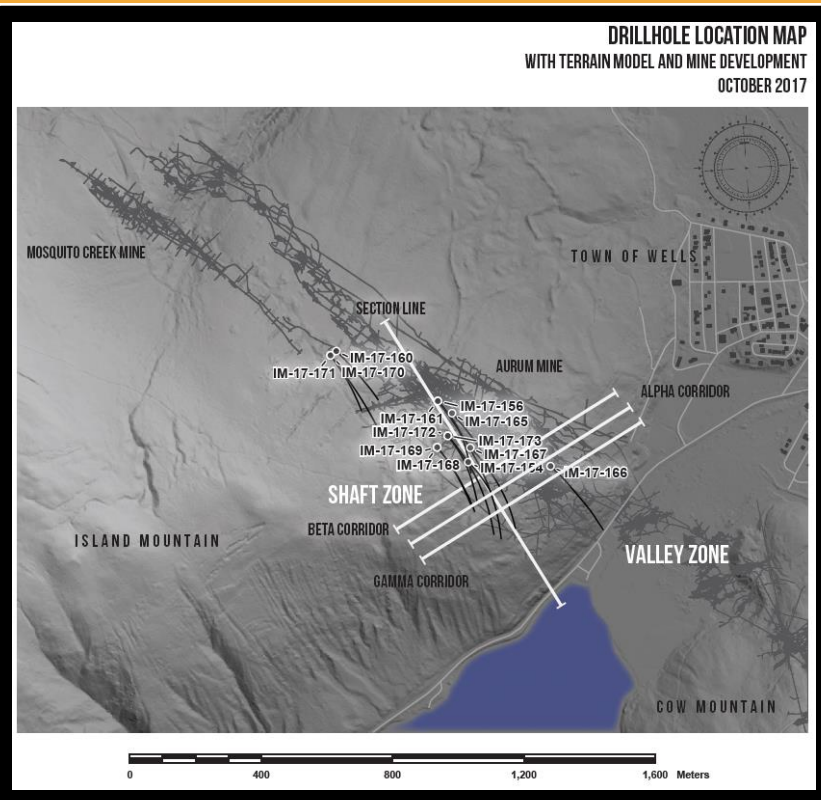 DRILLHOLE LOCATION MAP
WITH TERRAIN MODEL AND MINE DEVELOPMENT
OCTOBER 2017
MOSQUITO CREEK MINE
TOWN OF WELLS
SECTION LINE
IM-17-160
IM-17-171 IM-17-170
AURUM MINE
ALPHA CORRIDOR
IM-17-156
IM-17-161 IM-17-165
IM-17-172
IM-17-173
IM-17-169 IM-17-167
IM-17-168 IM-17-154
IM-17-166
SHAFT ZONE
BETA CORRIDOR
ISLAND MOUNTAIN
VALLEY ZONE
GAMMA CORRIDOR
COW MOUNTAIN
0 400 800 1,200 1,600 Meters